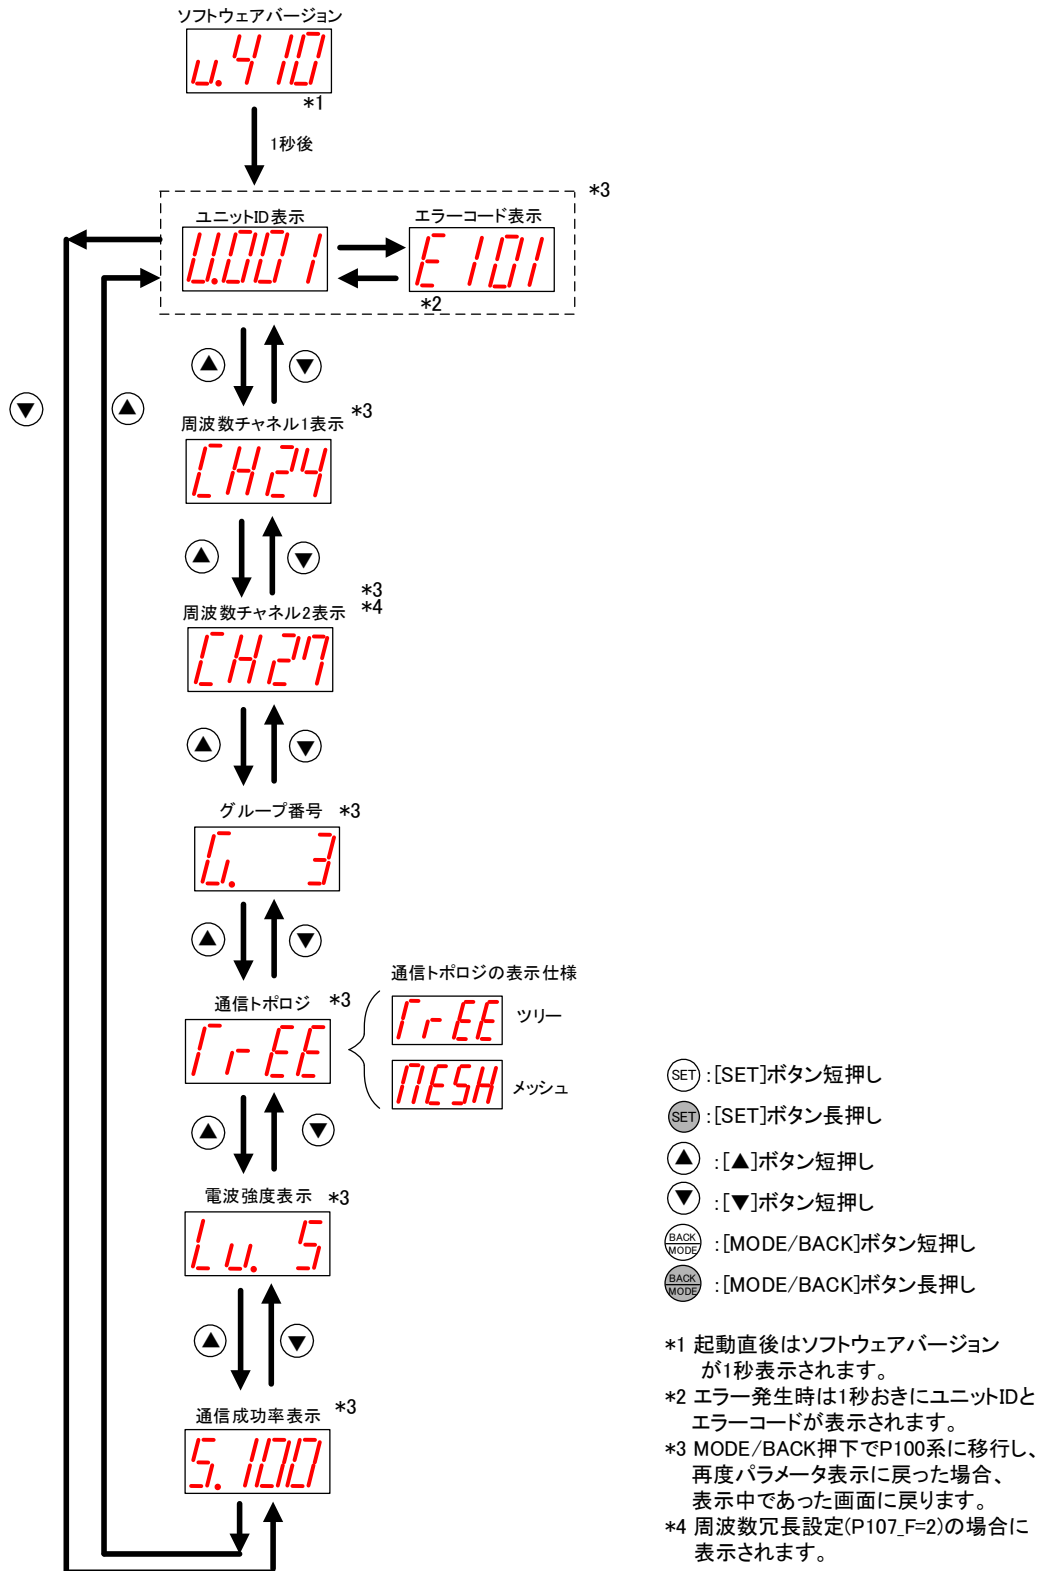 ソフトウェアバージョン
v.410
*1
1秒後
*3
ユニットID表示
エラーコード表示
U.001
E101
*2
▲
▼
▼
▲
周波数チャネル1表示 *3
CH24
▲
▼
*3
周波数チャネル2表示 *4
CH27
▲
▼
グループ番号 *3
G. 3
▲
▼
通信トポロジの表示仕様
通信トポロジ *3
TrEE
TrEE ツリー
MESH メッシュ
▲
▼
電波強度表示 *3
Lv. 5
▲
▼
通信成功率表示 *3
S.100
SET :[SET]ボタン短押し
SET :[SET]ボタン長押し
▲ :[▲]ボタン短押し
▼ :[▼]ボタン短押し
BACK MODE :[MODE/BACK]ボタン短押し
BACK MODE :[MODE/BACK]ボタン長押し
*1 起動直後はソフトウェアバージョン
が1秒表示されます。
*2 エラー発生時は1秒おきにユニットIDと
エラーコードが表示されます。
*3 MODE/BACK押下でP100系に移行し、
再度パラメータ表示に戻った場合、
表示中であった画面に戻ります。
*4 周波数冗長設定(P107_F=2)の場合に
表示されます。